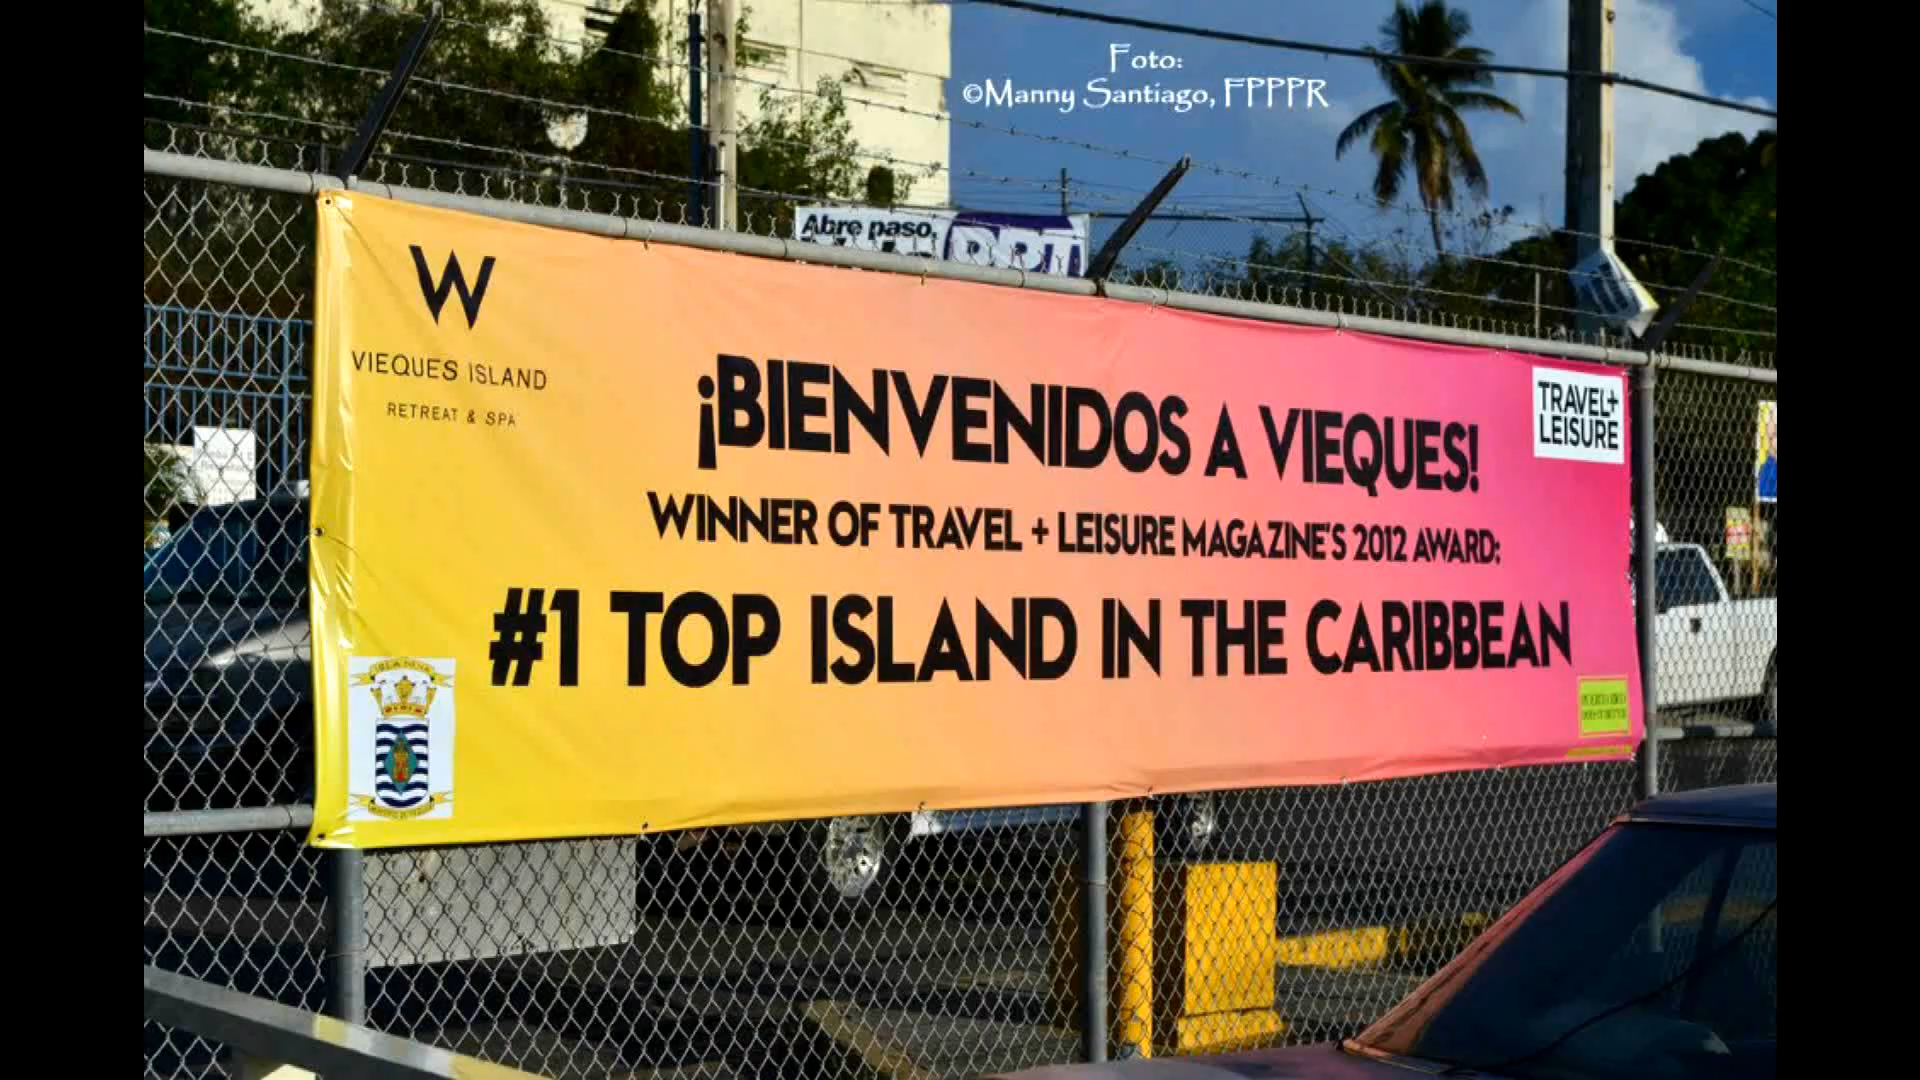 Foto:
©Manny Santiago, FPPPR
Abre paso,
W
VIEQUES ISLAND
RETREAT & SPA
TRAVEL+
LEISURE
¡BIENVENIDOS A VIEQUES!
WINNER OF TRAVEL + LEISURE MAGAZINE'S 2012 AWARD:
#1 TOP ISLAND IN THE CARIBBEAN